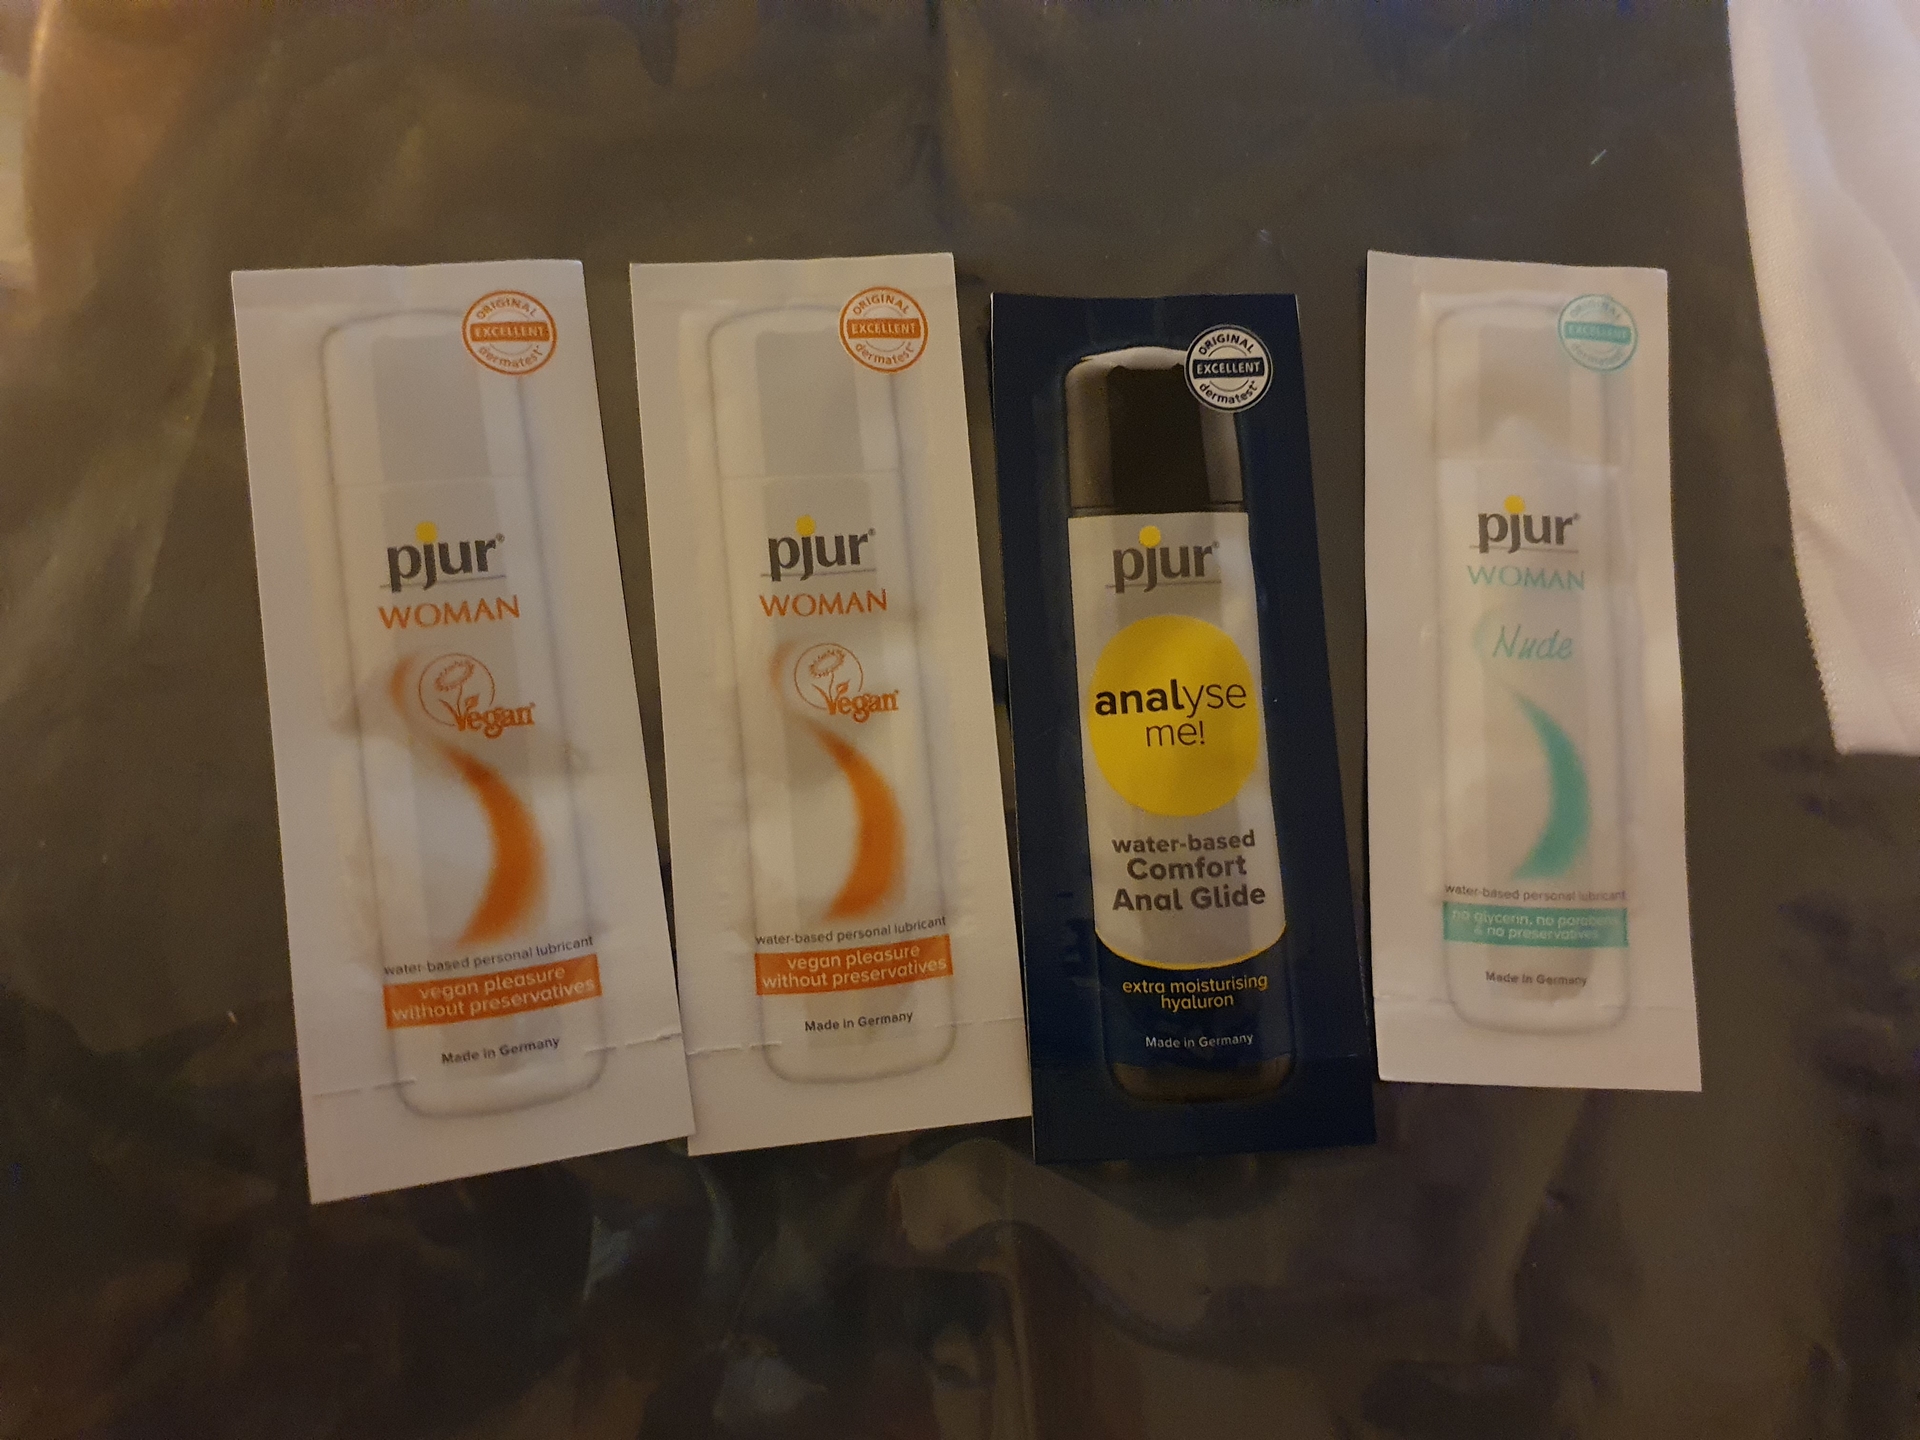 ORIGINAL
EXCELLENT
dermatest®
pjur®
WOMAN
Vegan®
water-based personal lubricant
vegan pleasure
without preservatives
Made in Germany
ORIGINAL
EXCELLENT
dermatest®
pjur®
WOMAN
Vegan®
water-based personal lubricant
vegan pleasure
without preservatives
Made in Germany
ORIGINAL
EXCELLENT
dermatest®
pjur®
analyse
me!
water-based
Comfort
Anal Glide
extra moisturising
hyaluron
Made in Germany
ORIGINAL
EXCELLENT
dermatest®
pjur®
WOMAN
Nude
water-based personal lubricant
no glycerin, no parabens
& no preservatives
Made in Germany